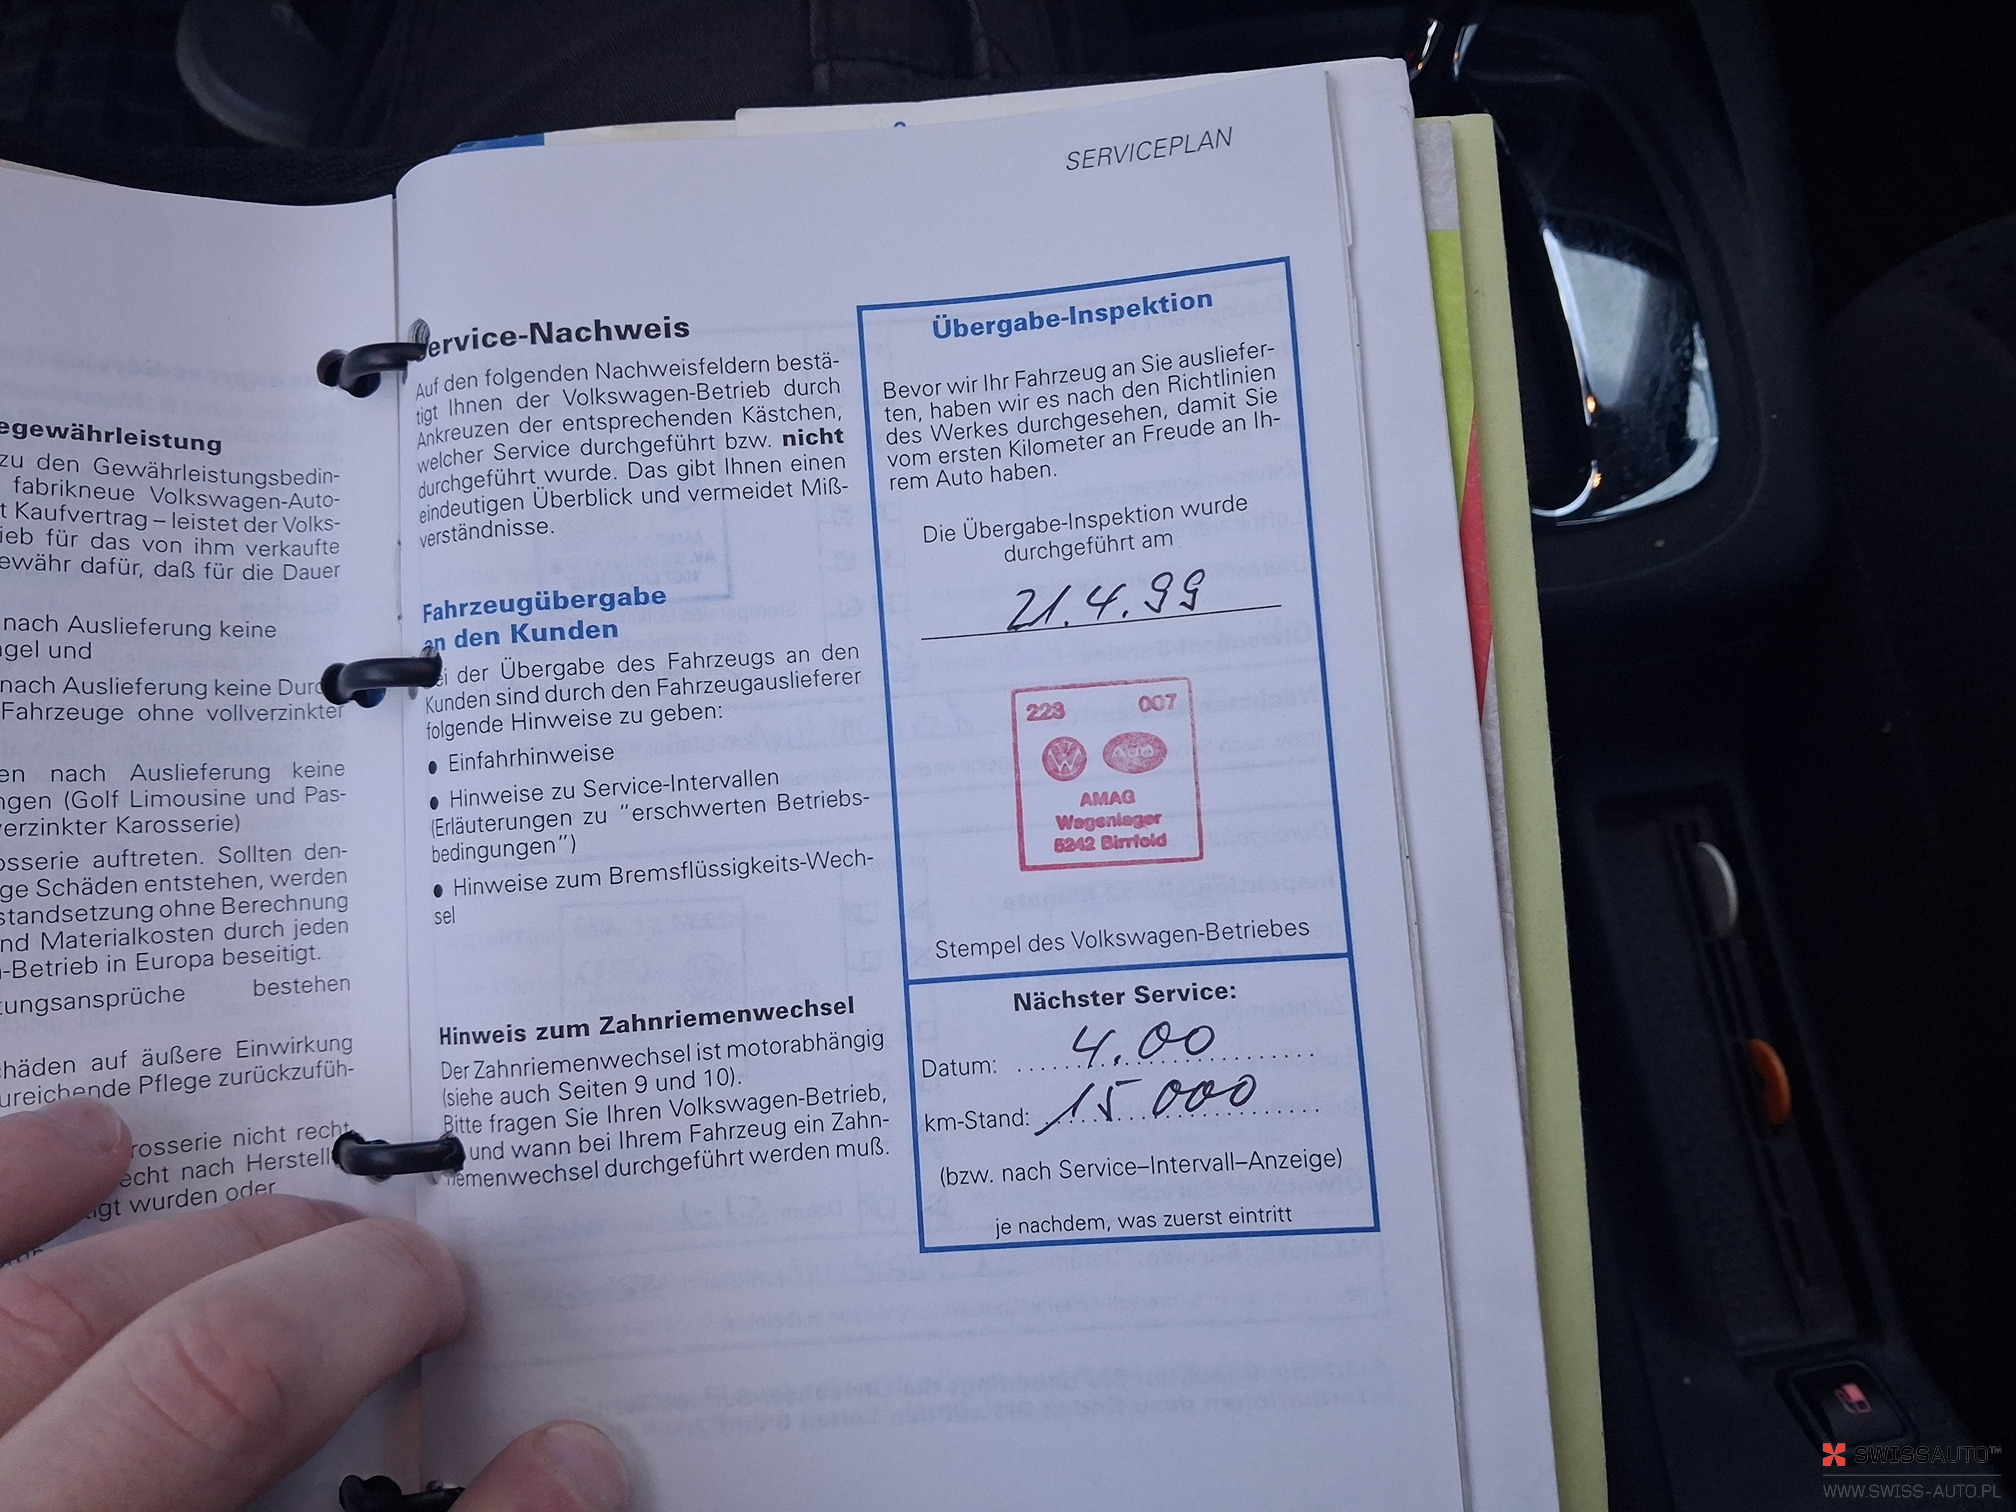 SERVICEPLAN
egewährleistung
zu den Gewährleistungsbedin-
fabrikneue Volkswagen-Auto-
t Kaufvertrag – leistet der Volks-
ieb für das von ihm verkaufte
ewähr dafür, daß für die Dauer
nach Auslieferung keine
ngel und
nach Auslieferung keine Durc
Fahrzeuge ohne vollverzinkter
en nach Auslieferung keine
ngen (Golf Limousine und Pas-
verzinkter Karosserie)
osserie auftreten. Sollten den-
ge Schäden entstehen, werden
standsetzung ohne Berechnung
nd Materialkosten durch jeden
-Betrieb in Europa beseitigt.
tungsansprüche bestehen
häden auf äußere Einwirkung
ureichende Pflege zurückzufüh-
rosserie nicht recht
echt nach Herstell
igt wurden oder
ervice-Nachweis
Auf den folgenden Nachweisfeldern bestä-
tigt Ihnen der Volkswagen-Betrieb durch
Ankreuzen der entsprechenden Kästchen,
welcher Service durchgeführt bzw. nicht
durchgeführt wurde. Das gibt Ihnen einen
eindeutigen Überblick und vermeidet Miß-
verständnisse.
Fahrzeugübergabe
an den Kunden
ei der Übergabe des Fahrzeugs an den
Kunden sind durch den Fahrzeugauslieferer
folgende Hinweise zu geben:
● Einfahrhinweise
● Hinweise zu Service-Intervallen
(Erläuterungen zu "erschwerten Betriebs-
bedingungen")
● Hinweise zum Bremsflüssigkeits-Wech-
sel
Hinweis zum Zahnriemenwechsel
Der Zahnriemenwechsel ist motorabhängig
(siehe auch Seiten 9 und 10).
Bitte fragen Sie Ihren Volkswagen-Betrieb,
und wann bei Ihrem Fahrzeug ein Zahn-
iemenwechsel durchgeführt werden muß.
Übergabe-Inspektion
Bevor wir Ihr Fahrzeug an Sie ausliefer-
ten, haben wir es nach den Richtlinien
des Werkes durchgesehen, damit Sie
vom ersten Kilometer an Freude an Ih-
rem Auto haben.
Die Übergabe-Inspektion wurde
durchgeführt am
21.4.99
223 007
VW Audi
AMAG
Wagenlager
5242 Birrfeld
Stempel des Volkswagen-Betriebes
Nächster Service:
Datum: 4.00
km-Stand: 15 000
(bzw. nach Service–Intervall–Anzeige)
je nachdem, was zuerst eintritt
SWISSAUTO™
WWW.SWISS-AUTO.PL